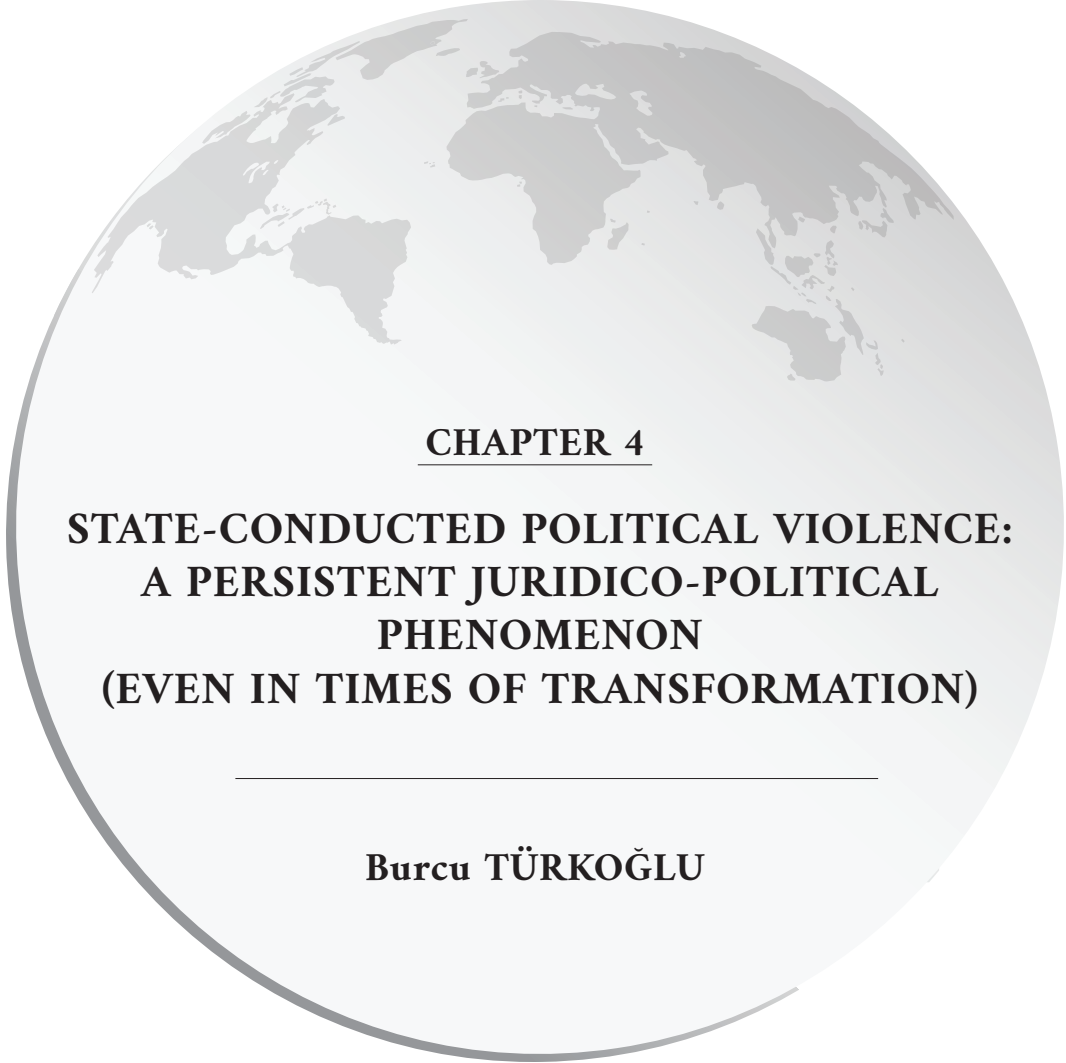 CHAPTER 4
STATE-CONDUCTED POLITICAL VIOLENCE:
A PERSISTENT JURIDICO-POLITICAL
PHENOMENON
(EVEN IN TIMES OF TRANSFORMATION)
Burcu TÜRKOĞLU